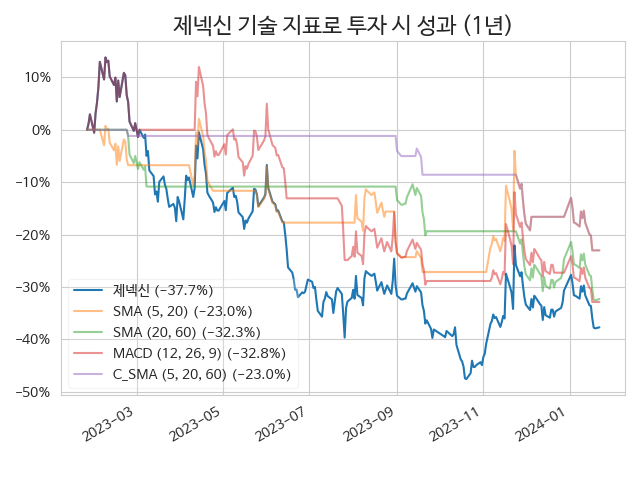 제넥신 기술 지표로 투자 시 성과 (1년)
10%
0%
−10%
−20%
−30%
−40%
−50%
제넥신 (−37.7%)
SMA (5, 20) (−23.0%)
SMA (20, 60) (−32.3%)
MACD (12, 26, 9) (−32.8%)
C_SMA (5, 20, 60) (−23.0%)
2023−03
2023−05
2023−07
2023−09
2023−11
2024−01